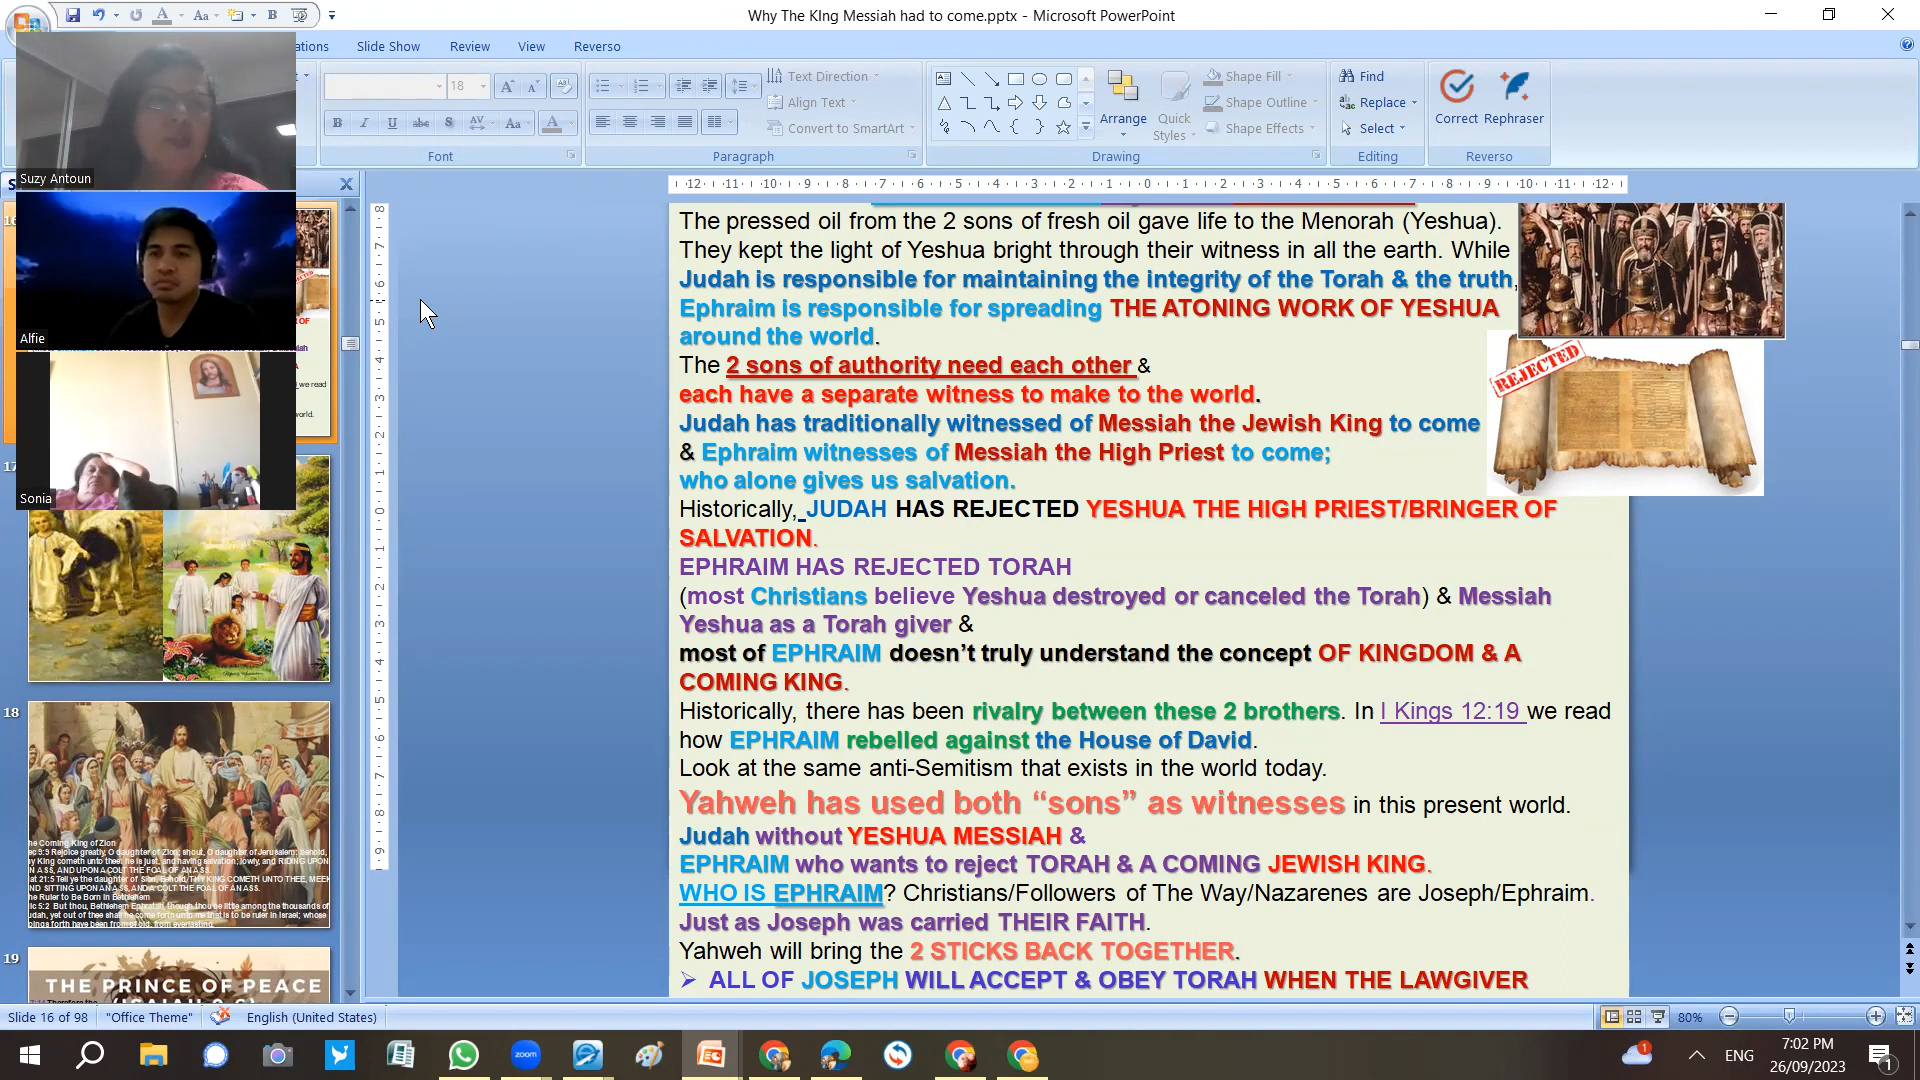 Why The KIng Messiah had to come.pptx - Microsoft PowerPoint
Slide Show
Review
View
Reverso
18
Text Direction
Align Text
Convert to SmartArt
Arrange
Quick Styles
Shape Fill
Shape Outline
Shape Effects
Find
Replace
Select
Correct
Rephraser
Font
Paragraph
Drawing
Editing
Reverso
Suzy Antoun
Alfie
Sonia
The pressed oil from the 2 sons of fresh oil gave life to the Menorah (Yeshua).
They kept the light of Yeshua bright through their witness in all the earth. While
Judah is responsible for maintaining the integrity of the Torah & the truth,
Ephraim is responsible for spreading THE ATONING WORK OF YESHUA
around the world.
The 2 sons of authority need each other &
each have a separate witness to make to the world.
Judah has traditionally witnessed of Messiah the Jewish King to come
& Ephraim witnesses of Messiah the High Priest to come;
who alone gives us salvation.
Historically, JUDAH HAS REJECTED YESHUA THE HIGH PRIEST/BRINGER OF
SALVATION.
EPHRAIM HAS REJECTED TORAH
(most Christians believe Yeshua destroyed or canceled the Torah) & Messiah
Yeshua as a Torah giver &
most of EPHRAIM doesn't truly understand the concept OF KINGDOM & A
COMING KING.
Historically, there has been rivalry between these 2 brothers. In I Kings 12:19 we read
how EPHRAIM rebelled against the House of David.
Look at the same anti-Semitism that exists in the world today.
Yahweh has used both “sons” as witnesses in this present world.
Judah without YESHUA MESSIAH &
EPHRAIM who wants to reject TORAH & A COMING JEWISH KING.
WHO IS EPHRAIM? Christians/Followers of The Way/Nazarenes are Joseph/Ephraim.
Just as Joseph was carried THEIR FAITH.
Yahweh will bring the 2 STICKS BACK TOGETHER.
➢ ALL OF JOSEPH WILL ACCEPT & OBEY TORAH WHEN THE LAWGIVER
REJECTED
17
18
19
THE PRINCE OF PEACE
Slide 16 of 98
"Office Theme"
English (United States)
80%
zoom
ENG
7:02 PM
26/09/2023